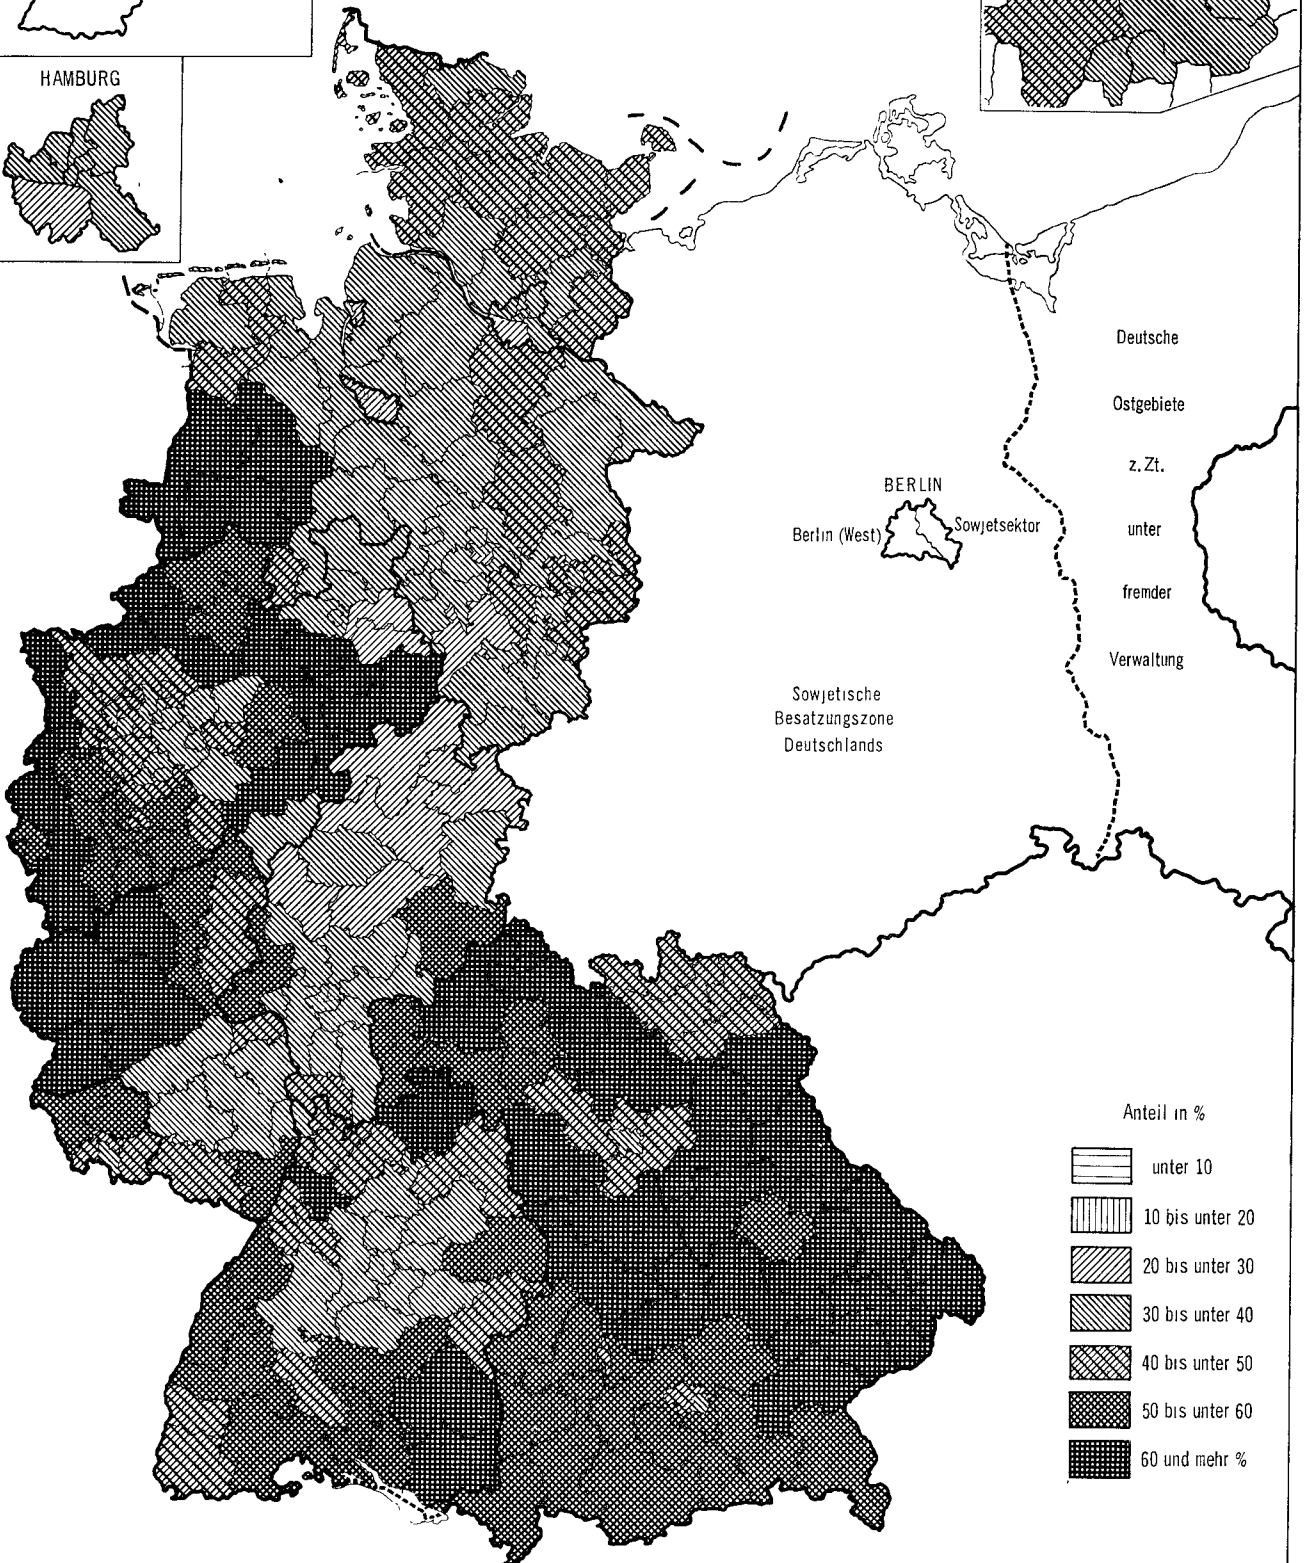 HAMBURG
Deutsche
Ostgebiete
z. Zt.
unter
fremder
Verwaltung
BERLIN
Berlin (West)
Sowjetsektor
Sowjetische
Besatzungszone
Deutschlands
Anteil in %
unter 10
10 bis unter 20
20 bis unter 30
30 bis unter 40
40 bis unter 50
50 bis unter 60
60 und mehr %